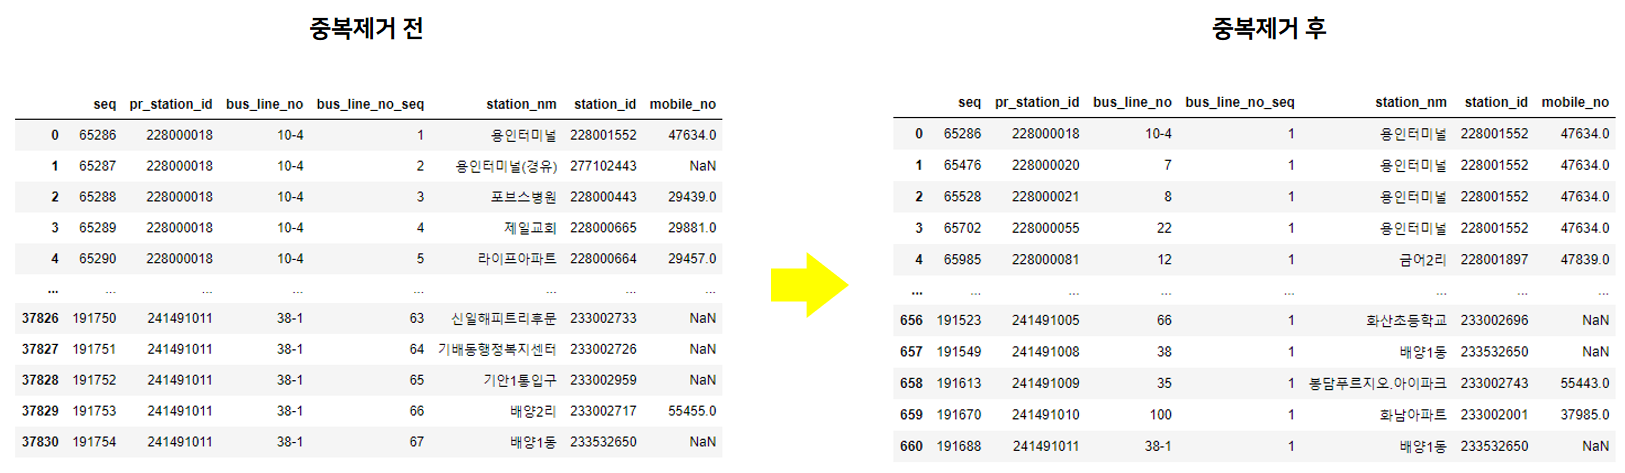 중복제거 전
seq pr_station_id bus_line_no bus_line_no_seq station_nm station_id mobile_no
0 65286 228000018 10-4 1 용인터미널 228001552 47634.0
1 65287 228000018 10-4 2 용인터미널(경유) 277102443 NaN
2 65288 228000018 10-4 3 포브스병원 228000443 29439.0
3 65289 228000018 10-4 4 제일교회 228000665 29881.0
4 65290 228000018 10-4 5 라이프아파트 228000664 29457.0
... ... ... ... ... ... ... ...
37826 191750 241491011 38-1 63 신일해피트리후문 233002733 NaN
37827 191751 241491011 38-1 64 기배동행정복지센터 233002726 NaN
37828 191752 241491011 38-1 65 기안1통입구 233002959 NaN
37829 191753 241491011 38-1 66 배양2리 233002717 55455.0
37830 191754 241491011 38-1 67 배양1동 233532650 NaN
중복제거 후
seq pr_station_id bus_line_no bus_line_no_seq station_nm station_id mobile_no
0 65286 228000018 10-4 1 용인터미널 228001552 47634.0
1 65476 228000020 7 1 용인터미널 228001552 47634.0
2 65528 228000021 8 1 용인터미널 228001552 47634.0
3 65702 228000055 22 1 용인터미널 228001552 47634.0
4 65985 228000081 12 1 금어2리 228001897 47839.0
... ... ... ... ... ... ... ...
656 191523 241491005 66 1 화산초등학교 233002696 NaN
657 191549 241491008 38 1 배양1동 233532650 NaN
658 191613 241491009 35 1 봉담푸르지오.아이파크 233002743 55443.0
659 191670 241491010 100 1 화남아파트 233002001 37985.0
660 191688 241491011 38-1 1 배양1동 233532650 NaN